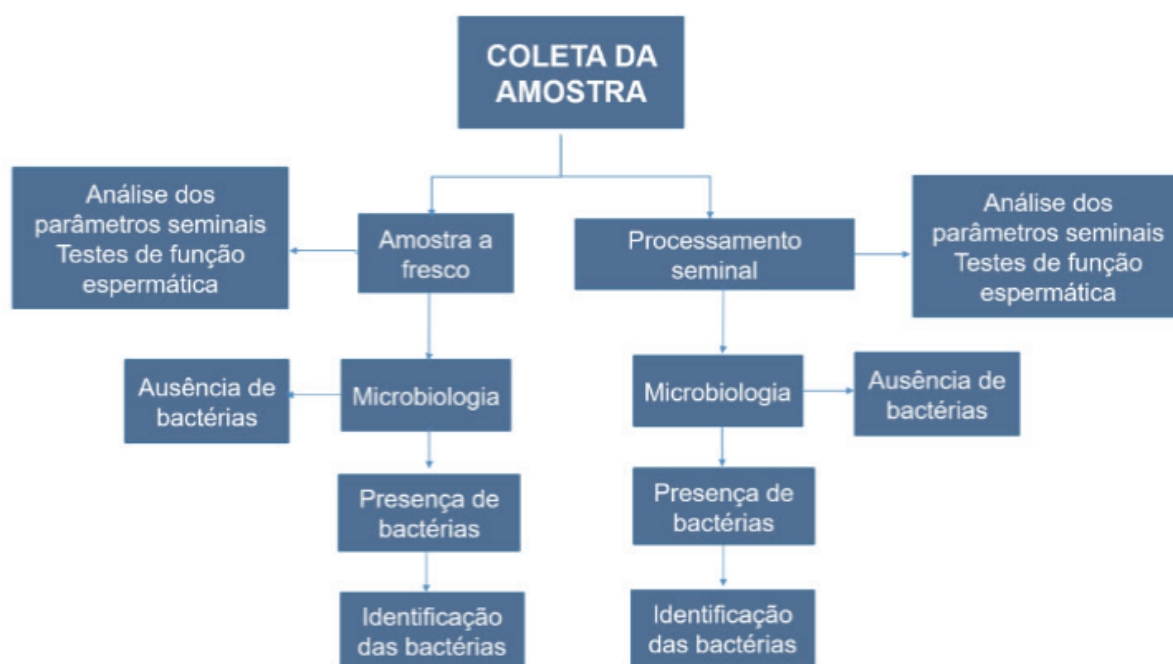 COLETA DA
AMOSTRA
Análise dos
parâmetros seminais
Testes de função
espermática
Amostra a
fresco
Processamento
seminal
Análise dos
parâmetros seminais
Testes de função
espermática
Ausência de
bactérias
Microbiologia
Microbiologia
Ausência de
bactérias
Presença de
bactérias
Presença de
bactérias
Identificação
das bactérias
Identificação
das bactérias